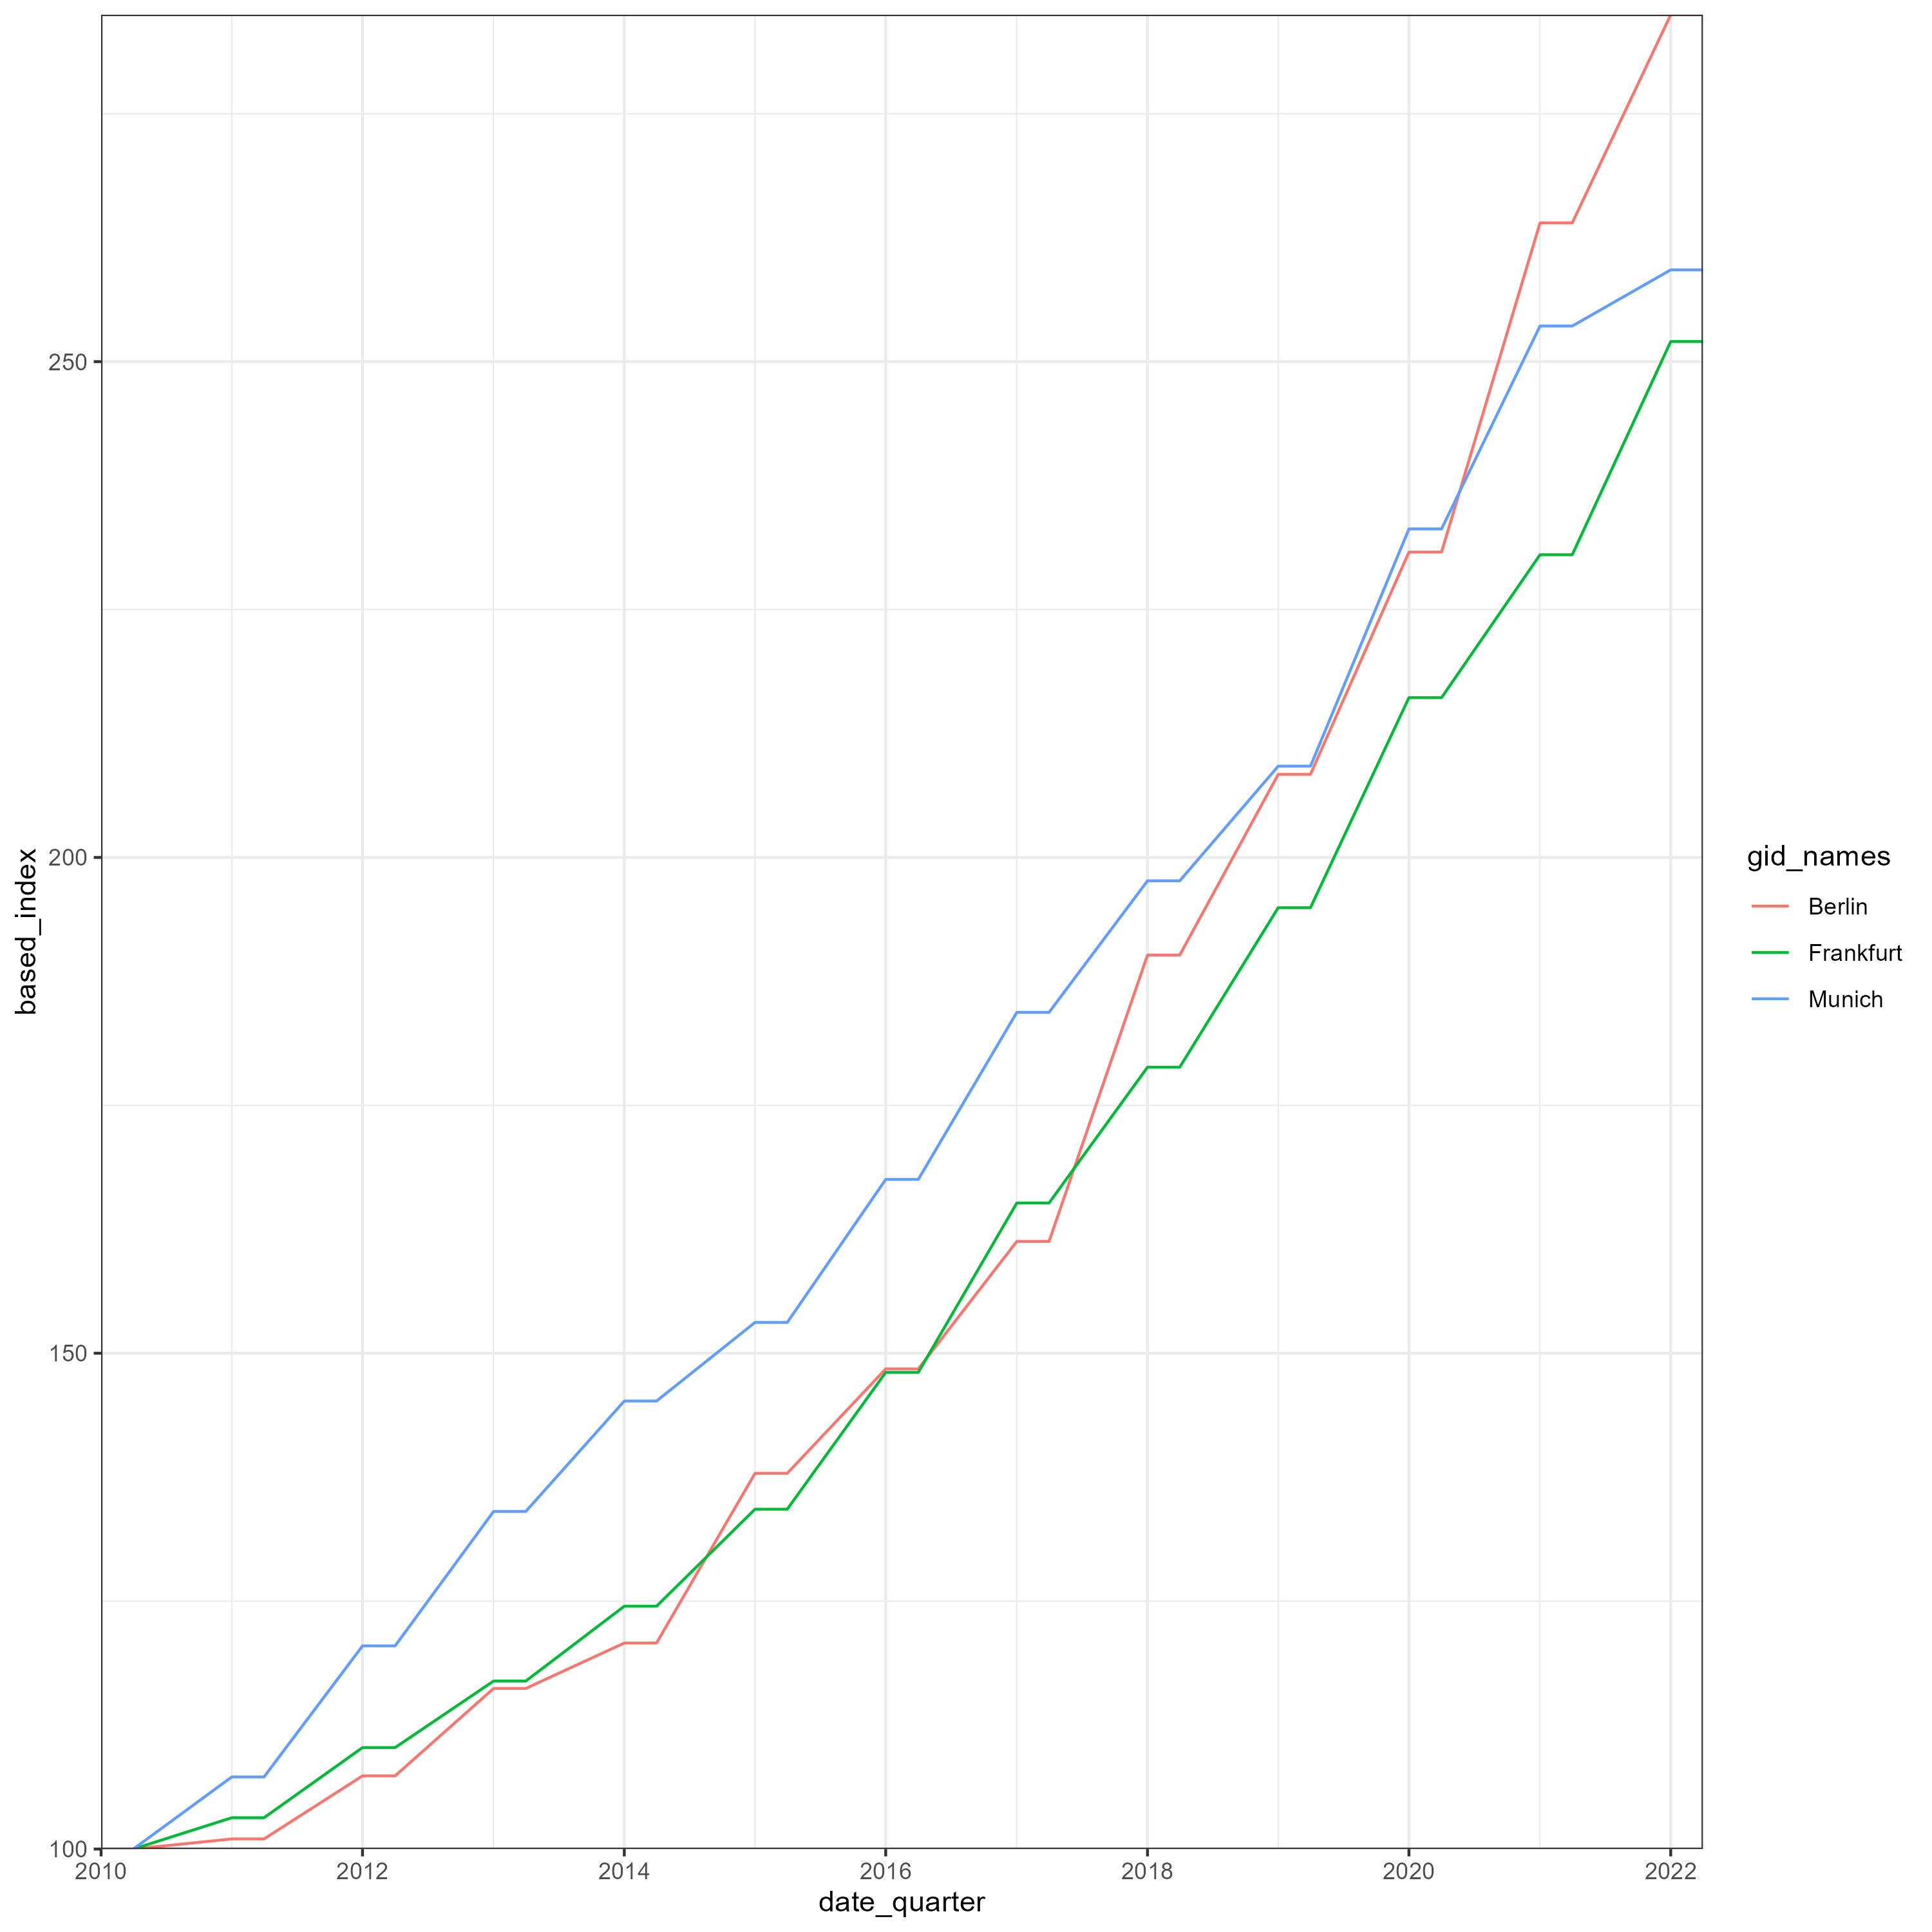 based_index
250
200
150
100
2010 2012 2014 2016 2018 2020 2022
date_quarter
gid_names
Berlin
Frankfurt
Munich